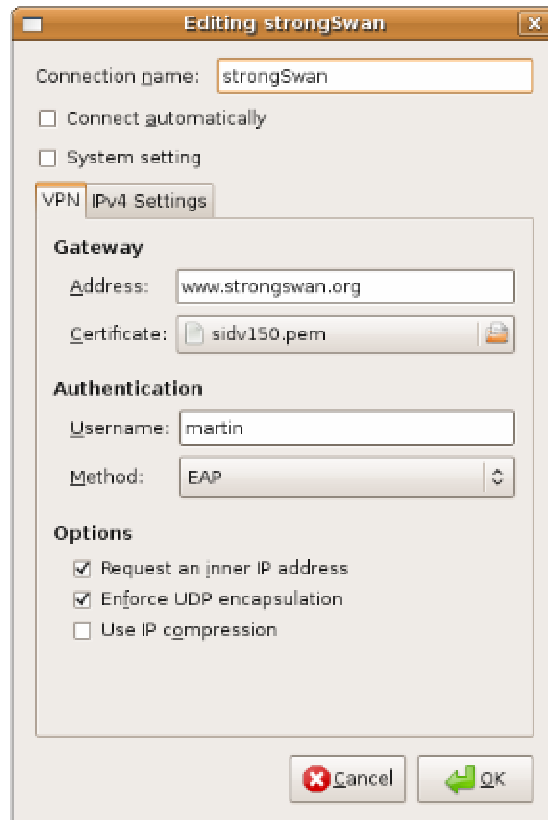 Editing strongSwan
Connection name: strongSwan
Connect automatically
System setting
VPN IPv4 Settings
Gateway
Address: www.strongswan.org
Certificate: sidv150.pem
Authentication
Username: martin
Method: EAP
Options
Request an inner IP address
Enforce UDP encapsulation
Use IP compression
Cancel OK